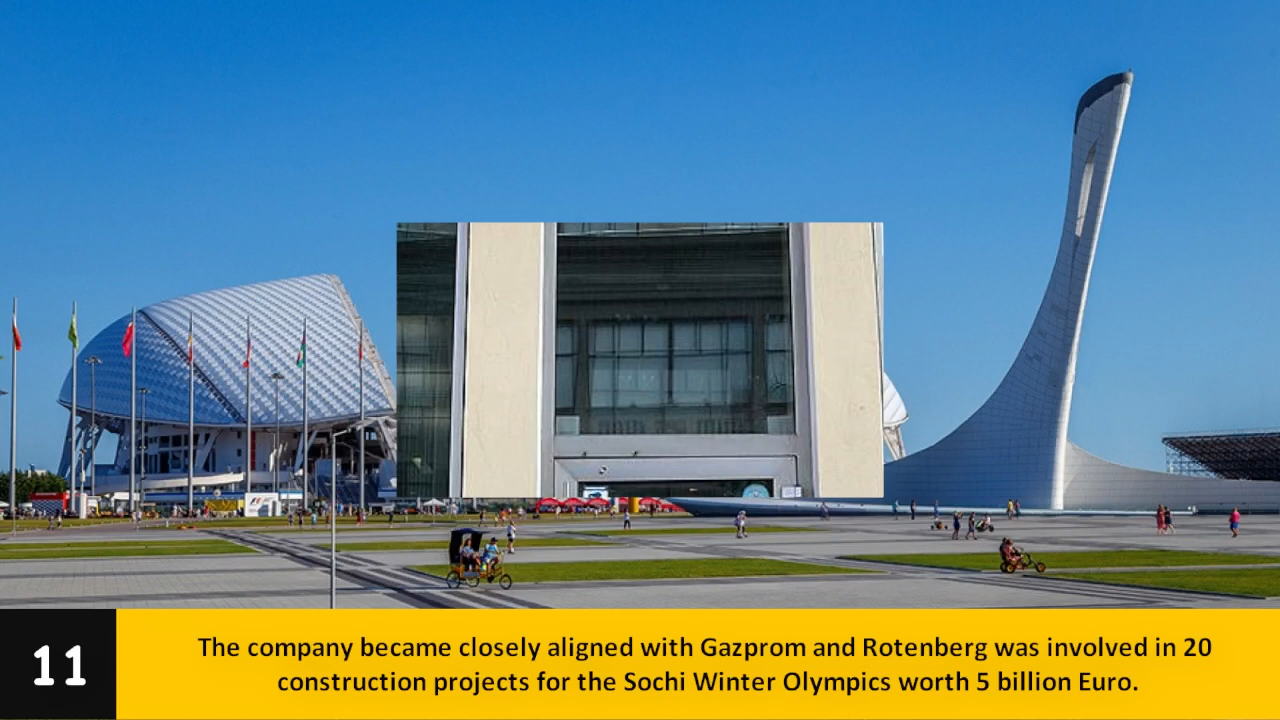 11
The company became closely aligned with Gazprom and Rotenberg was involved in 20
construction projects for the Sochi Winter Olympics worth 5 billion Euro.